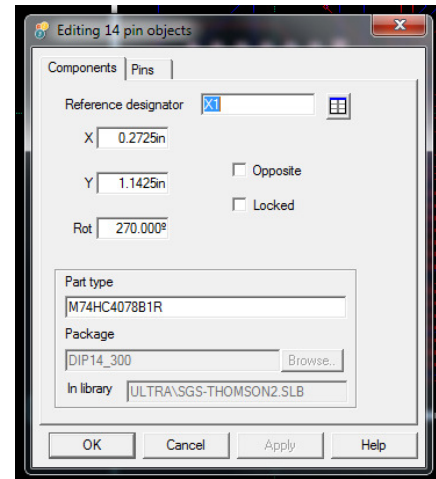 Editing 14 pin objects
Components Pins
Reference designator X1
X 0.2725in
Opposite
Y 1.1425in
Locked
Rot 270.000º
Part type
M74HC4078B1R
Package
DIP14_300 Browse..
In library ULTRA\SGS-THOMSON2.SLB
OK Cancel Apply Help